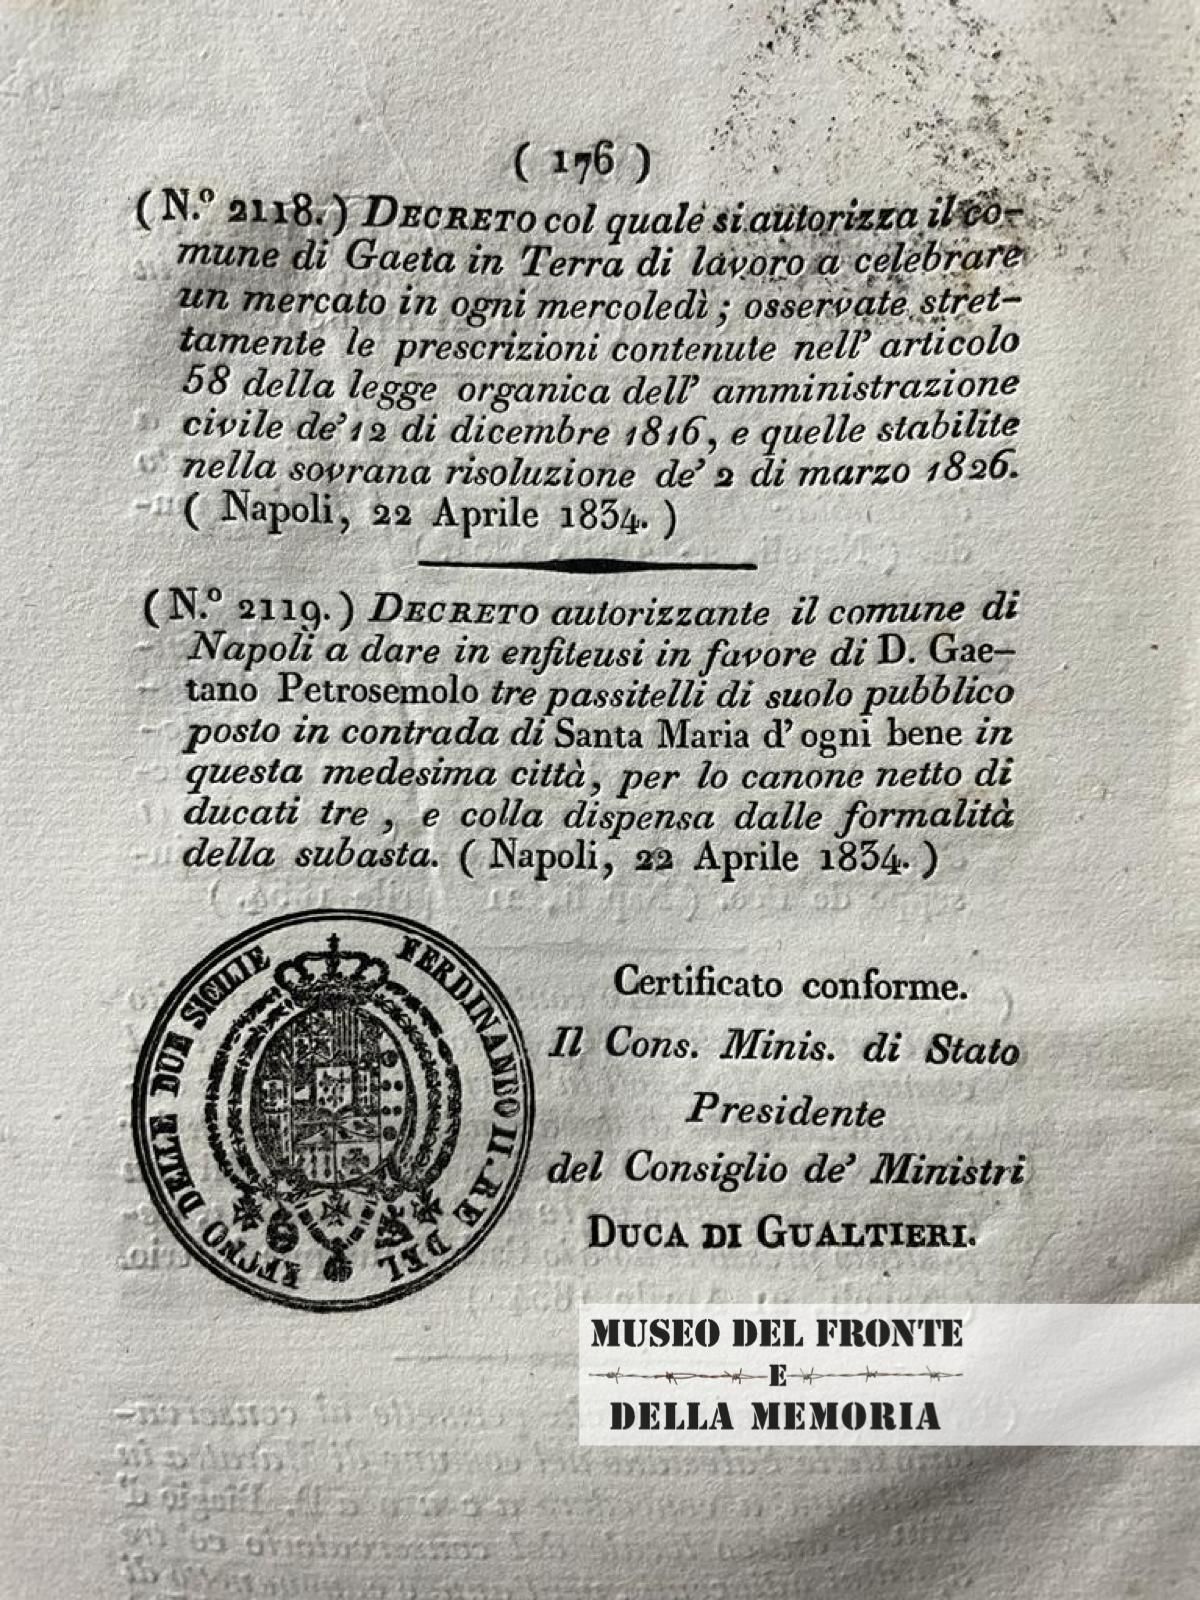 ( 176 )
( N.º 2118. ) DECRETO col quale si autorizza il co-
mune di Gaeta in Terra di lavoro a celebrare
un mercato in ogni mercoledì ; osservate stret-
tamente le prescrizioni contenute nell' articolo
58 della legge organica dell' amministrazione
civile de' 12 di dicembre 1816, e quelle stabilite
nella sovrana risoluzione de' 2 di marzo 1826.
( Napoli, 22 Aprile 1834. )
( N.º 2119. ) DECRETO autorizzante il comune di
Napoli a dare in enfiteusi in favore di D. Gae-
tano Petrosemolo tre passitelli di suolo pubblico
posto in contrada di Santa Maria d' ogni bene in
questa medesima città, per lo canone netto di
ducati tre , e colla dispensa dalle formalità
della subasta. ( Napoli, 22 Aprile 1834. )
FERDINANDO II. RE DEL REGNO DELLE DUE SICILIE
Certificato conforme.
Il Cons. Minis. di Stato
Presidente
del Consiglio de' Ministri
DUCA DI GUALTIERI.
MUSEO DEL FRONTE
E
DELLA MEMORIA